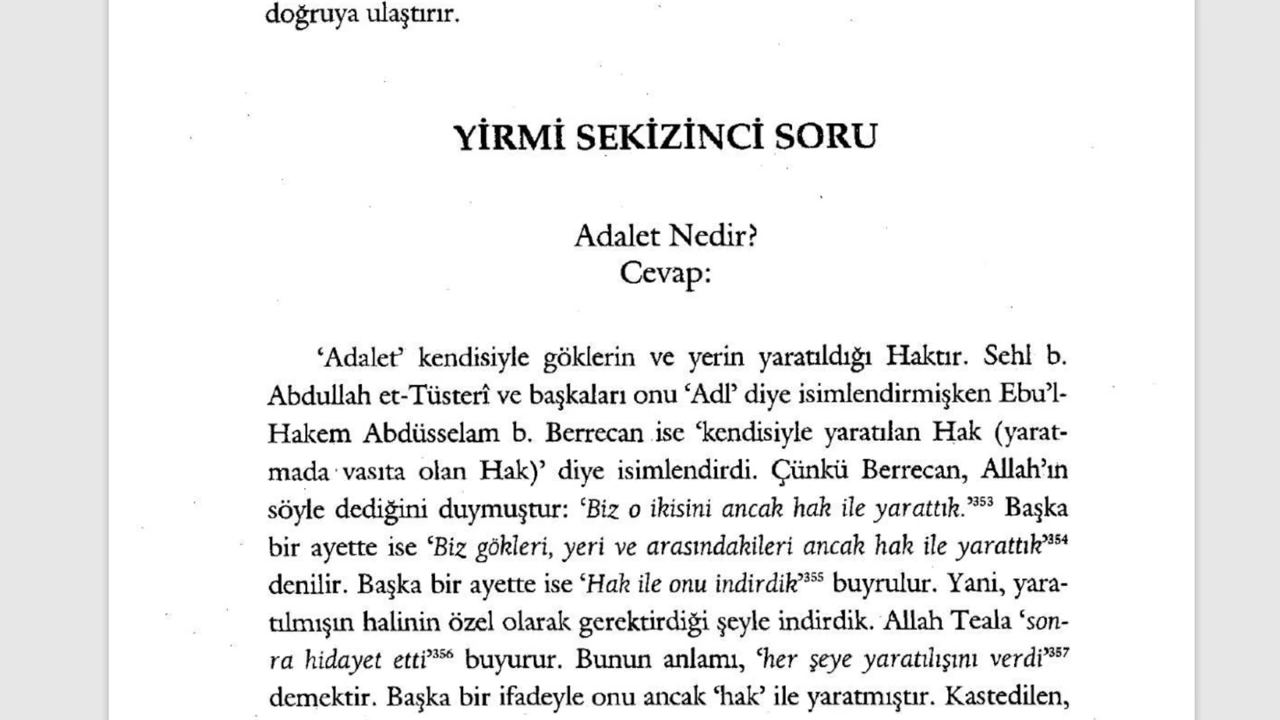 doğruya ulaştırır.
YİRMİ SEKİZİNCİ SORU
Adalet Nedir?
Cevap:
‘Adalet’ kendisiyle göklerin ve yerin yaratıldığı Haktır. Sehl b.
Abdullah et-Tüsterî ve başkaları onu ‘Adl’ diye isimlendirmişken Ebu’l-
Hakem Abdüsselam b. Berrecan ise ‘kendisiyle yaratılan Hak (yarat-
mada vasıta olan Hak)’ diye isimlendirdi. Çünkü Berrecan, Allah’ın
söyle dediğini duymuştur: ‘Biz o ikisini ancak hak ile yarattık.’353 Başka
bir ayette ise ‘Biz gökleri, yeri ve arasındakileri ancak hak ile yarattık’354
denilir. Başka bir ayette ise ‘Hak ile onu indirdik’355 buyrulur. Yani, yara-
tılmışın halinin özel olarak gerektirdiği şeyle indirdik. Allah Teala ‘son-
ra hidayet etti’356 buyurur. Bunun anlamı, ‘her şeye yaratılışını verdi’357
demektir. Başka bir ifadeyle onu ancak ‘hak’ ile yaratmıştır. Kastedilen,